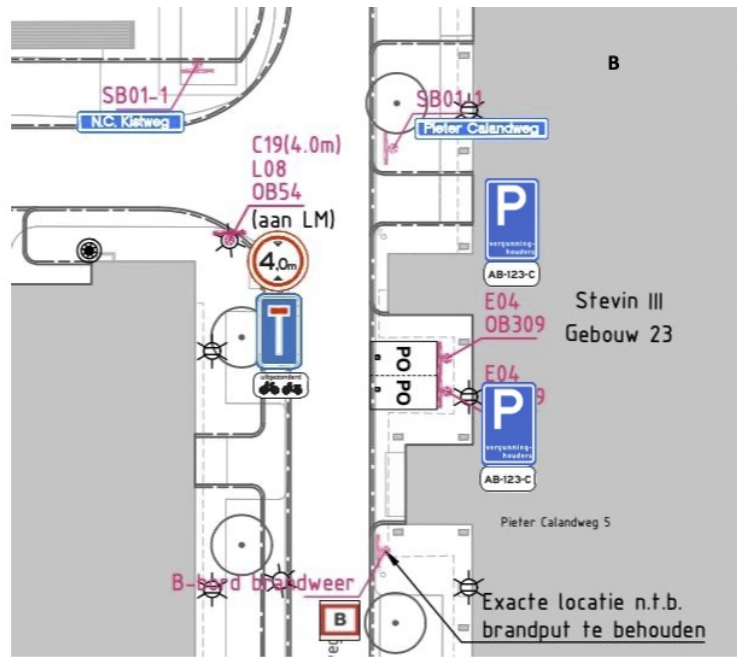 B
SB01-1
N.C. Kistweg
SB01-1
Pieter Calandweg
C19(4.0m)
L08
OB54
(aan LM)
4,0m
uitgezonderd
P
vergunning-
houders
AB-123-C
E04
OB309
Stevin III
Gebouw 23
PO
PO
E04
9
P
vergunning-
houders
AB-123-C
Pieter Calandweg 5
B-bord brandweer
B
Exacte locatie n.t.b.
brandput te behouden